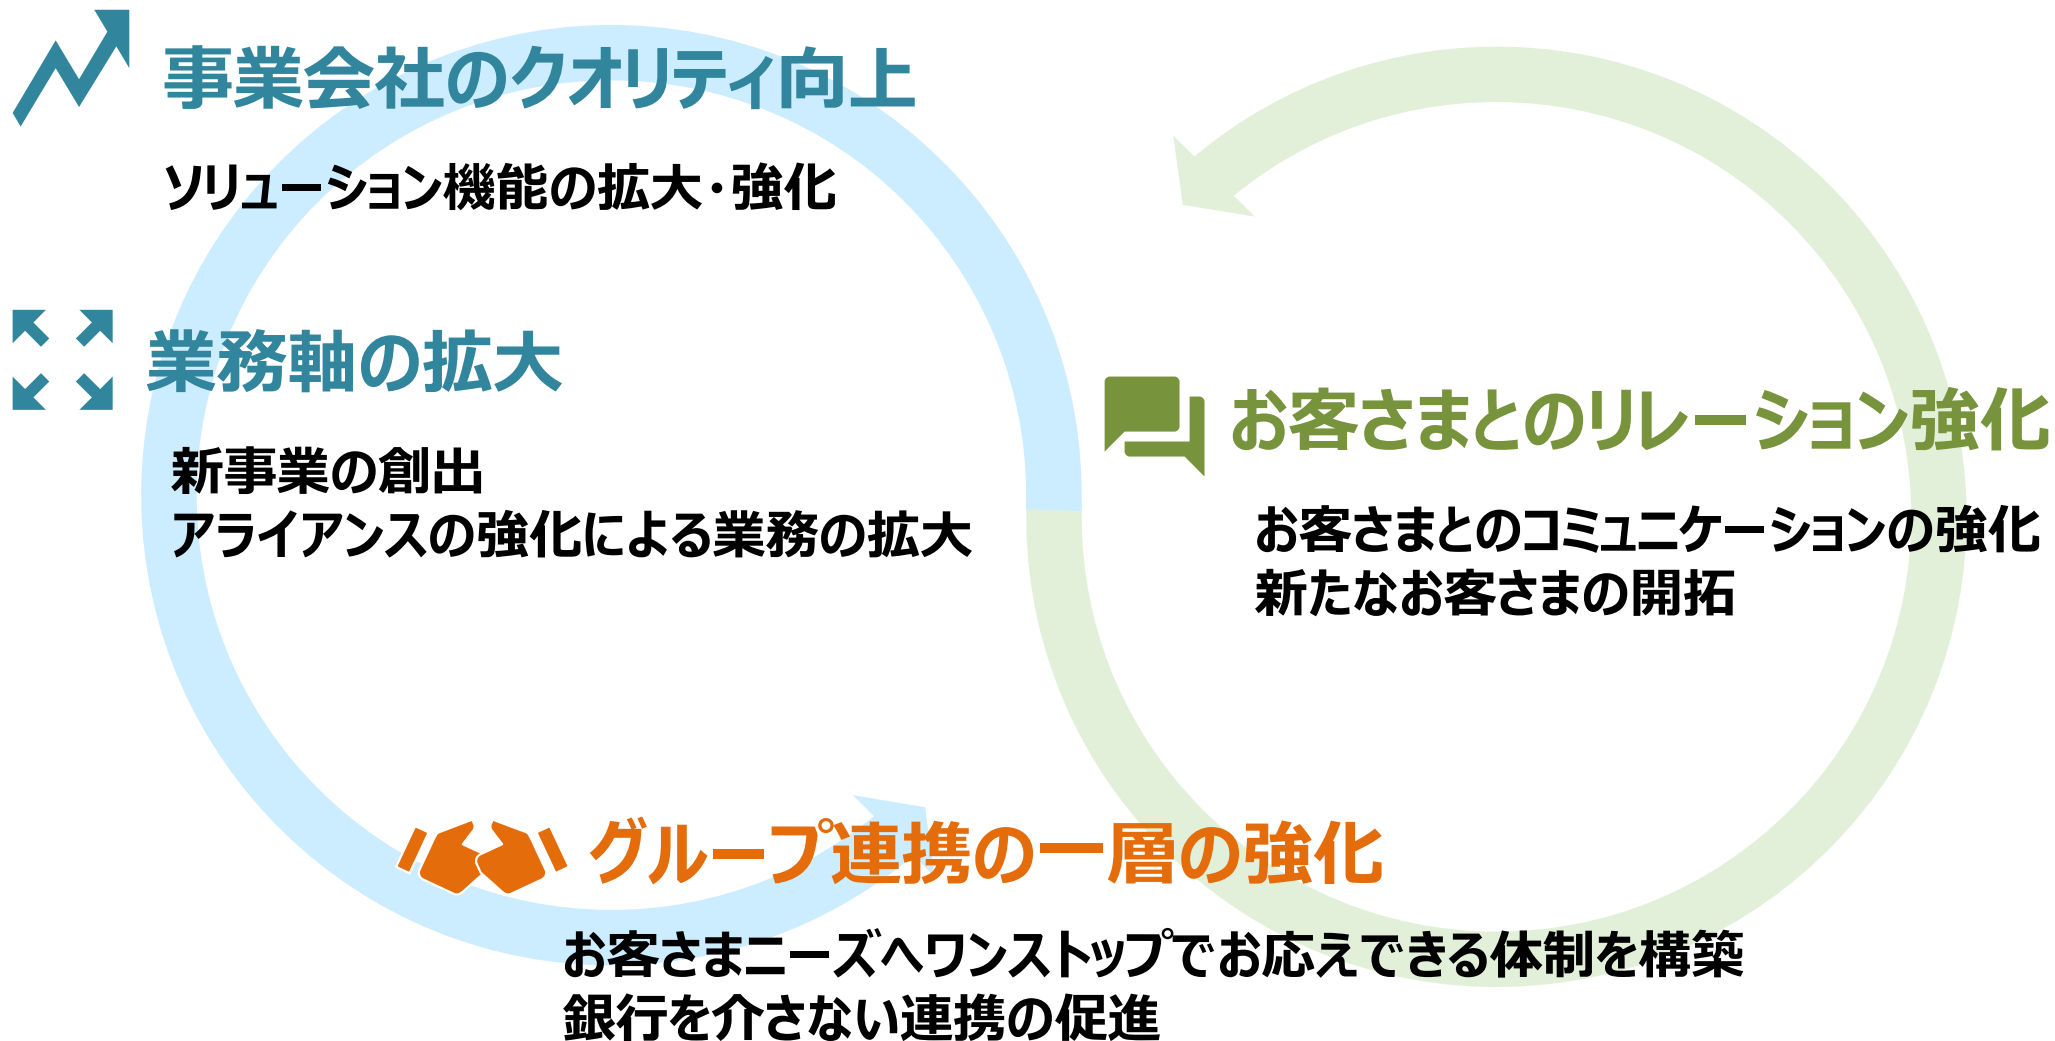 事業会社のクオリティ向上
ソリューション機能の拡大・強化
業務軸の拡大
新事業の創出
アライアンスの強化による業務の拡大
お客さまとのリレーション強化
お客さまとのコミュニケーションの強化
新たなお客さまの開拓
グループ連携の一層の強化
お客さまニーズへワンストップでお応えできる体制を構築
銀行を介さない連携の促進